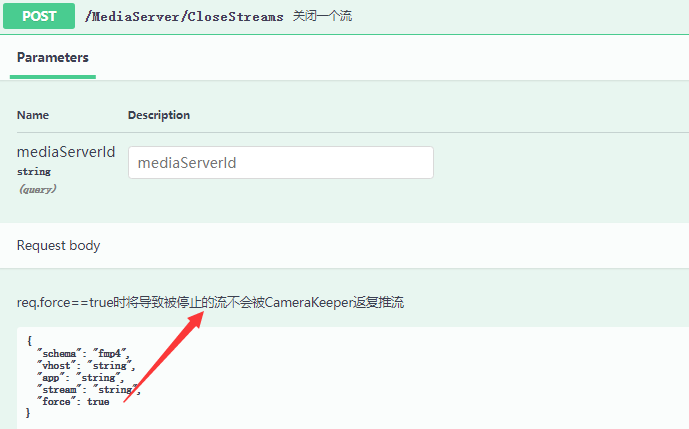 POST /MediaServer/CloseStreams 关闭一个流
Parameters
Name Description
mediaServerId mediaServerId
string
(query)
Request body
req.force==true时将导致被停止的流不会被CameraKeeper返复推流
{
"schema": "fmp4",
"vhost": "string",
"app": "string",
"stream": "string",
"force": true
}